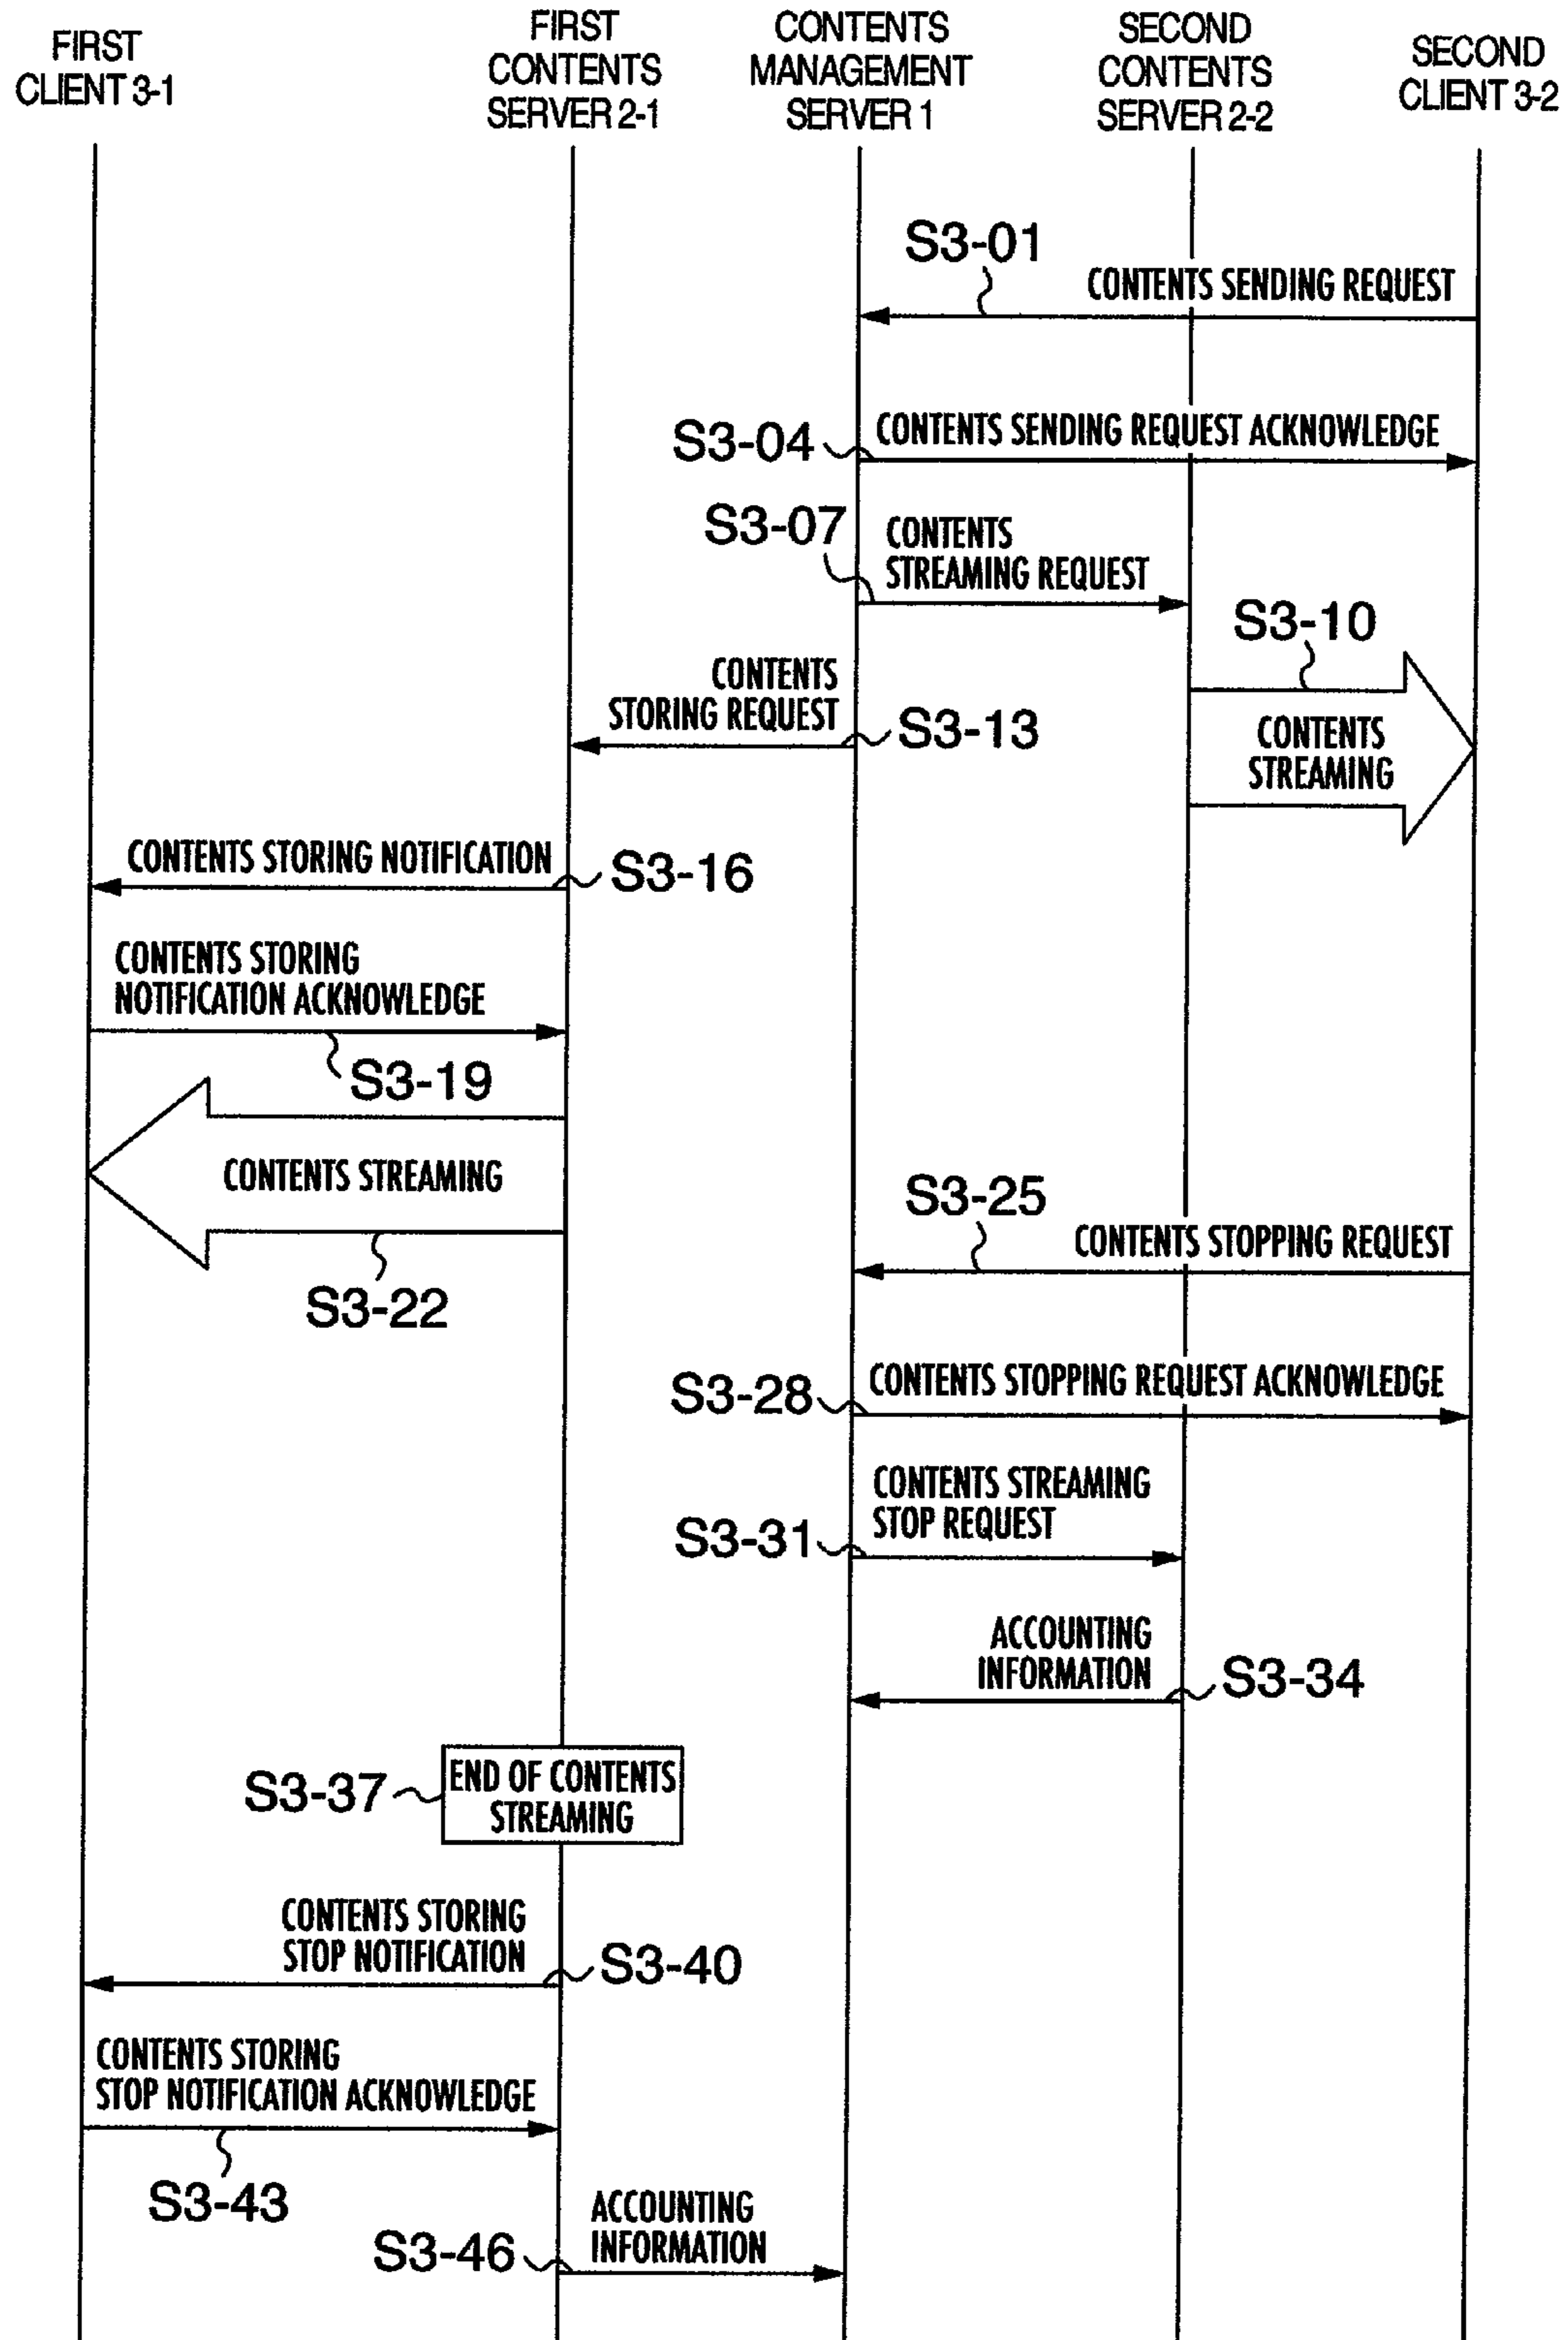 FIRST
CLIENT 3-1
FIRST
CONTENTS
SERVER 2-1
CONTENTS
MANAGEMENT
SERVER 1
SECOND
CONTENTS
SERVER 2-2
SECOND
CLIENT 3-2
S3-01
CONTENTS SENDING REQUEST
S3-04
CONTENTS SENDING REQUEST ACKNOWLEDGE
S3-07
CONTENTS
STREAMING REQUEST
S3-10
CONTENTS
STREAMING
CONTENTS
STORING REQUEST
S3-13
CONTENTS STORING NOTIFICATION
S3-16
CONTENTS STORING
NOTIFICATION ACKNOWLEDGE
S3-19
CONTENTS STREAMING
S3-22
S3-25
CONTENTS STOPPING REQUEST
S3-28
CONTENTS STOPPING REQUEST ACKNOWLEDGE
CONTENTS STREAMING
STOP REQUEST
S3-31
ACCOUNTING
INFORMATION
S3-34
S3-37
END OF CONTENTS
STREAMING
CONTENTS STORING
STOP NOTIFICATION
S3-40
CONTENTS STORING
STOP NOTIFICATION ACKNOWLEDGE
S3-43
S3-46
ACCOUNTING
INFORMATION